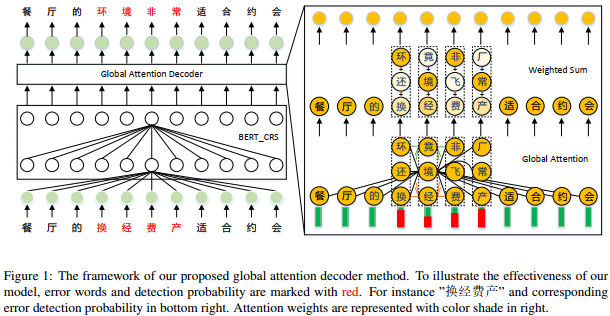 餐厅的环境非常适合约会
Global Attention Decoder
BERT_CRS
餐厅的换经费产适合约会
Weighted Sum
环竟非厂
还境飞常
餐厅的换经费产适合约会
Global Attention
环竟非厂
还境飞常
餐厅的换经费产适合约会
Figure 1: The framework of our proposed global attention decoder method. To illustrate the effectiveness of our
model, error words and detection probability are marked with red. For instance ”换经费产” and corresponding
error detection probability in bottom right. Attention weights are represented with color shade in right.